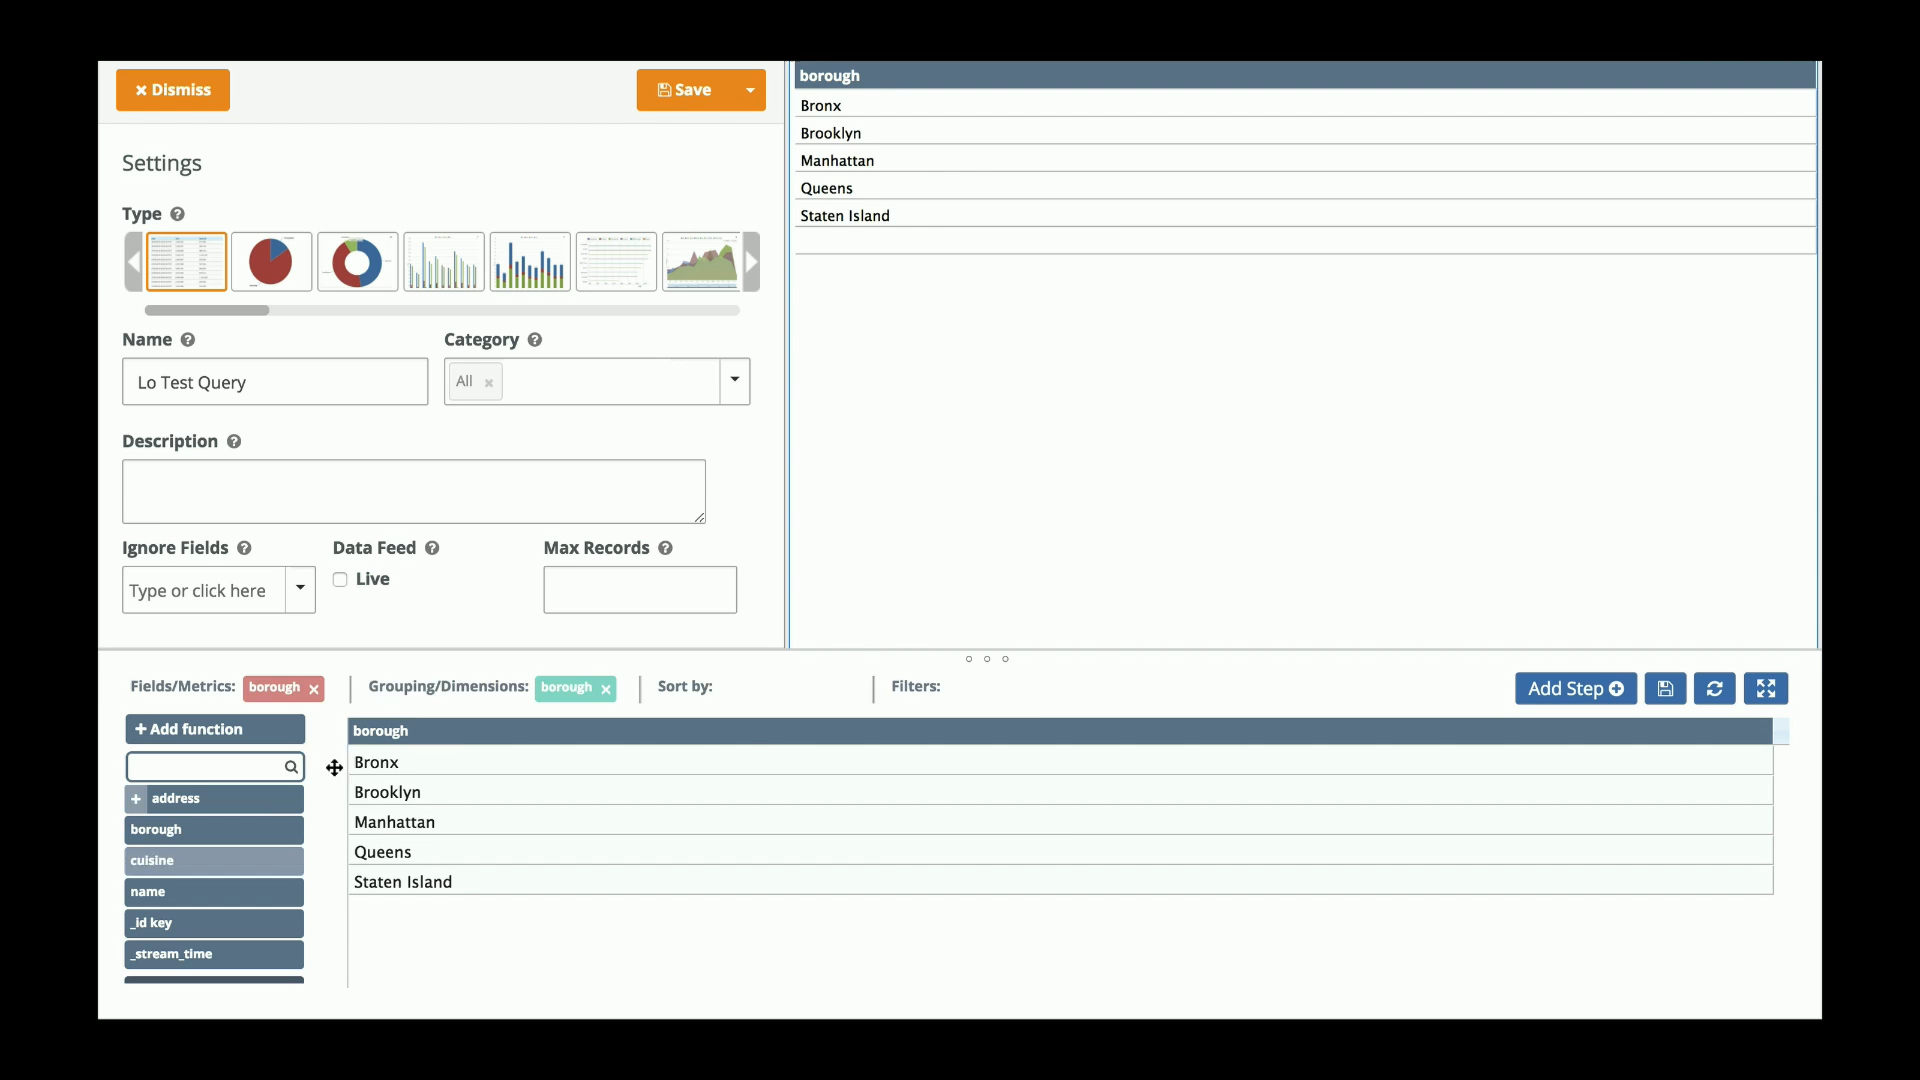 Dismiss
Save
Settings
Type
Name
Category
Lo Test Query
All
Description
Ignore Fields
Data Feed
Max Records
Type or click here
Live
borough
Bronx
Brooklyn
Manhattan
Queens
Staten Island
Fields/Metrics: borough
Grouping/Dimensions: borough
Sort by:
Filters:
Add Step
Add function
address
borough
cuisine
name
_id key
_stream_time
borough
Bronx
Brooklyn
Manhattan
Queens
Staten Island